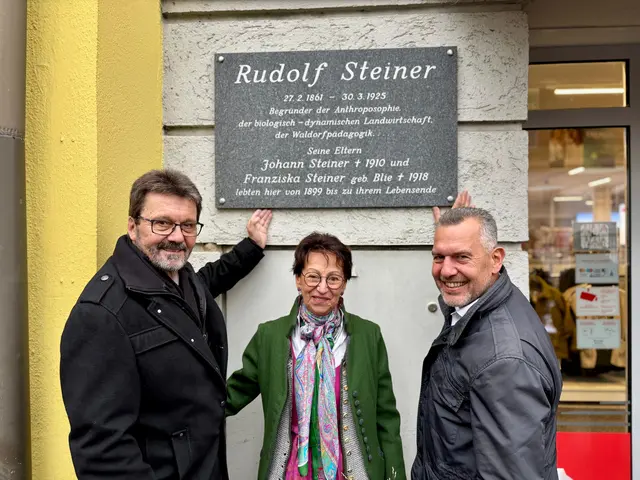 Rudolf Steiner
27. 2. 1861 – 30. 3. 1925
Begründer der Anthroposophie,
der biologisch-dynamischen Landwirtschaft,
der Waldorfpädagogik...
Seine Eltern
Johann Steiner † 1910 und
Franziska Steiner geb. Blie † 1918
lebten hier von 1899 bis zu ihrem Lebensende